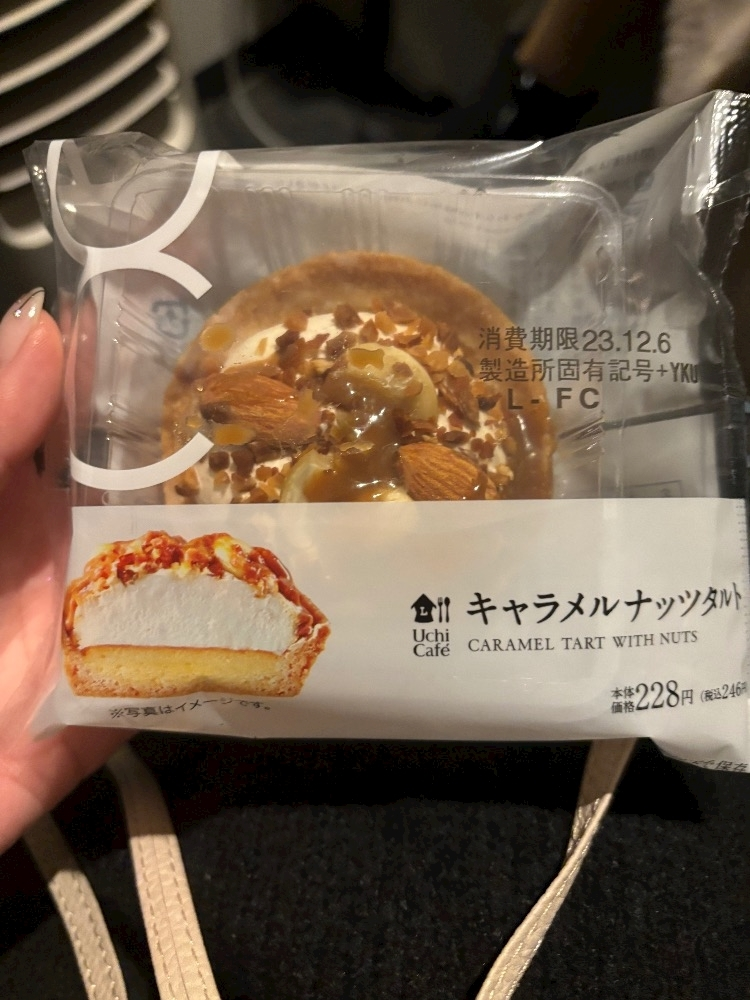 消費期限23.12.6
製造所固有記号+YKU
L-FC
Uchi
Café
キャラメルナッツタルト
CARAMEL TART WITH NUTS
本体価格228円(税込246円
※写真はイメージです。
保存